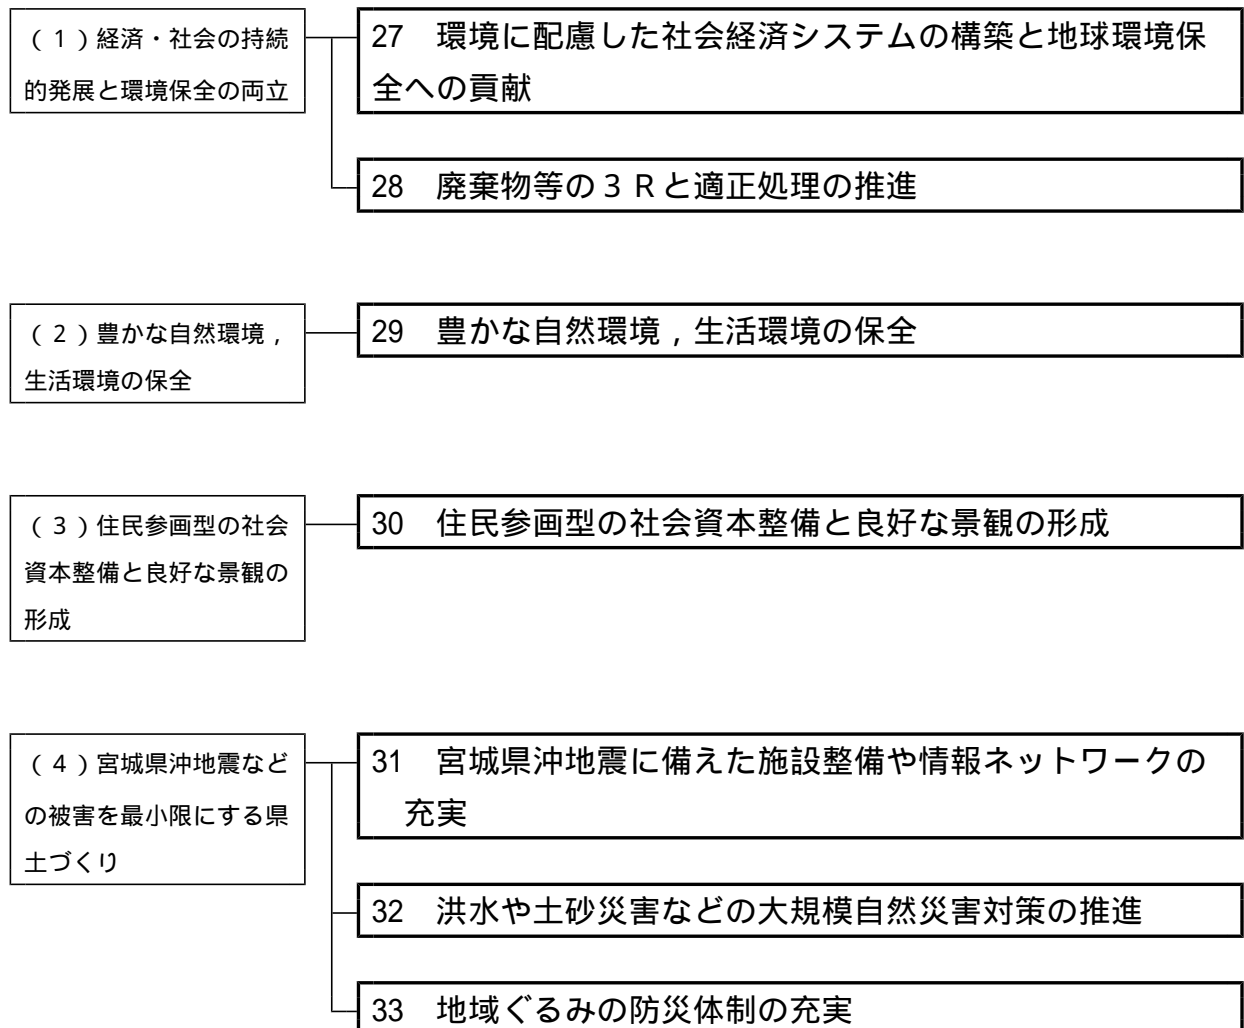 （１）経済・社会の持続
的発展と環境保全の両立
27　環境に配慮した社会経済システムの構築と地球環境保
全への貢献
28　廃棄物等の３Ｒと適正処理の推進
（２）豊かな自然環境，
生活環境の保全
29　豊かな自然環境，生活環境の保全
（３）住民参画型の社会
資本整備と良好な景観の
形成
30　住民参画型の社会資本整備と良好な景観の形成
（４）宮城県沖地震など
の被害を最小限にする県
土づくり
31　宮城県沖地震に備えた施設整備や情報ネットワークの
充実
32　洪水や土砂災害などの大規模自然災害対策の推進
33　地域ぐるみの防災体制の充実